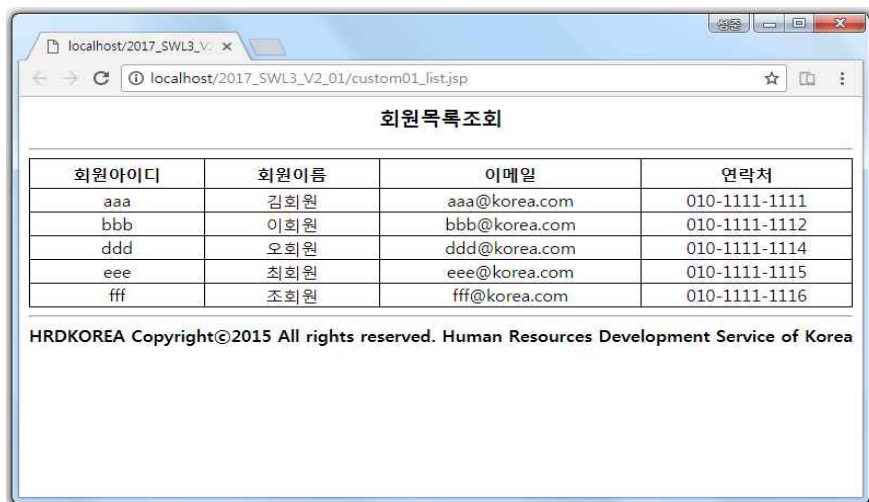 성준
localhost/2017_SWL3_V2
localhost/2017_SWL3_V2_01/custom01_list.jsp
회원목록조회
회원아이디 회원이름 이메일 연락처
aaa 김회원 aaa@korea.com 010-1111-1111
bbb 이회원 bbb@korea.com 010-1111-1112
ddd 오회원 ddd@korea.com 010-1111-1114
eee 최회원 eee@korea.com 010-1111-1115
fff 조회원 fff@korea.com 010-1111-1116
HRDKOREA Copyrightⓒ2015 All rights reserved. Human Resources Development Service of Korea